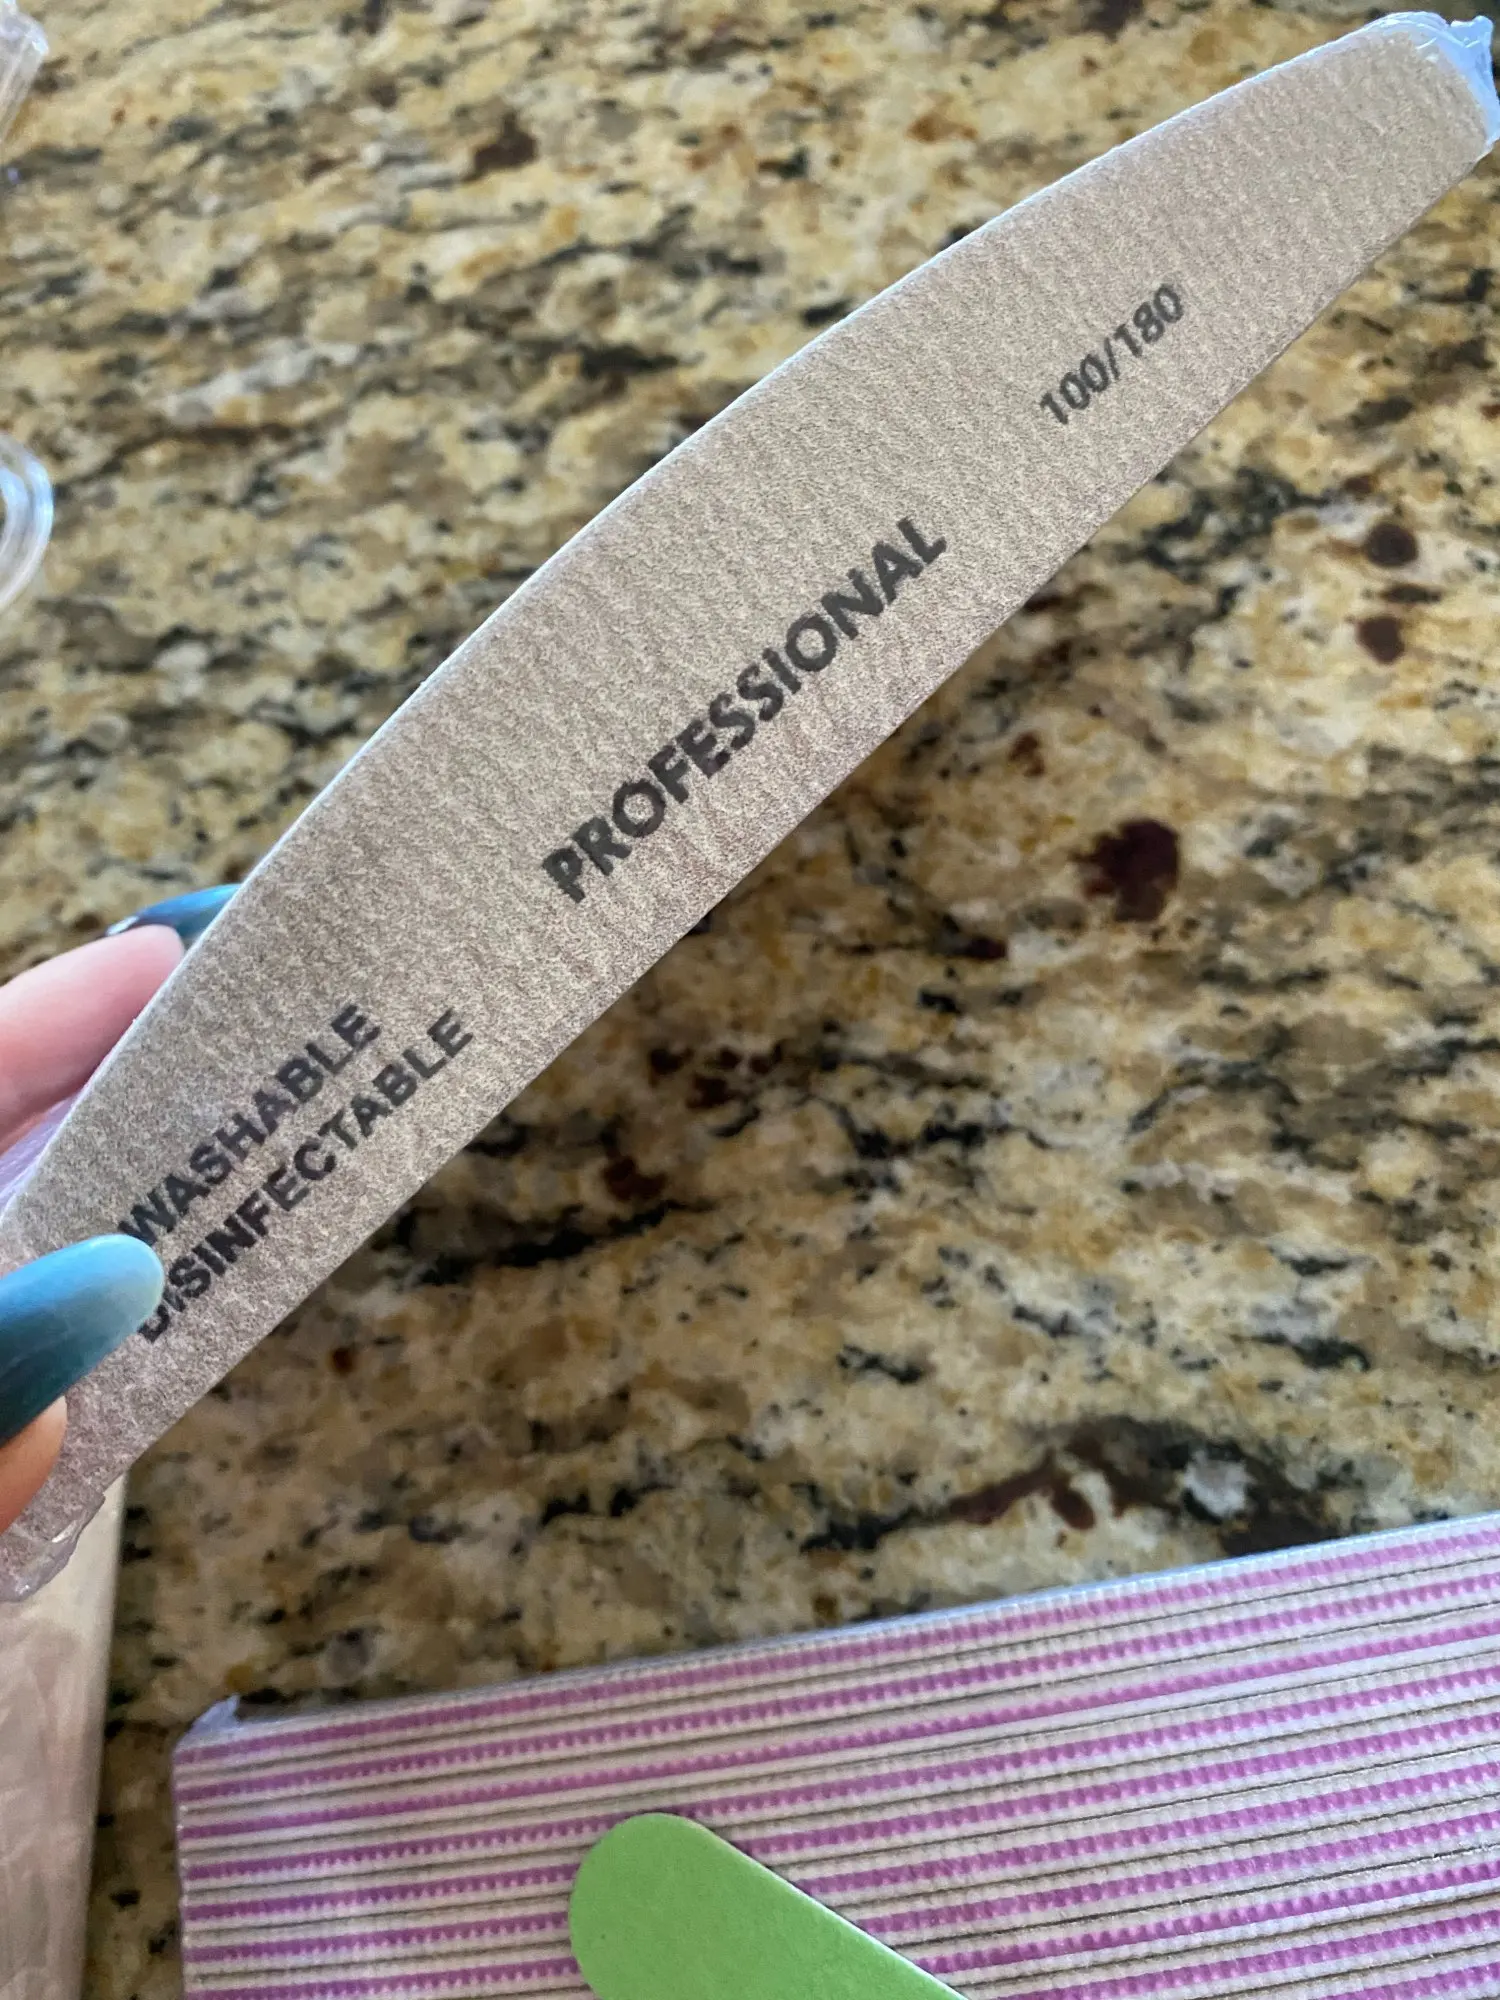 100/180
PROFESSIONAL
WASHABLE
DISINFECTABLE